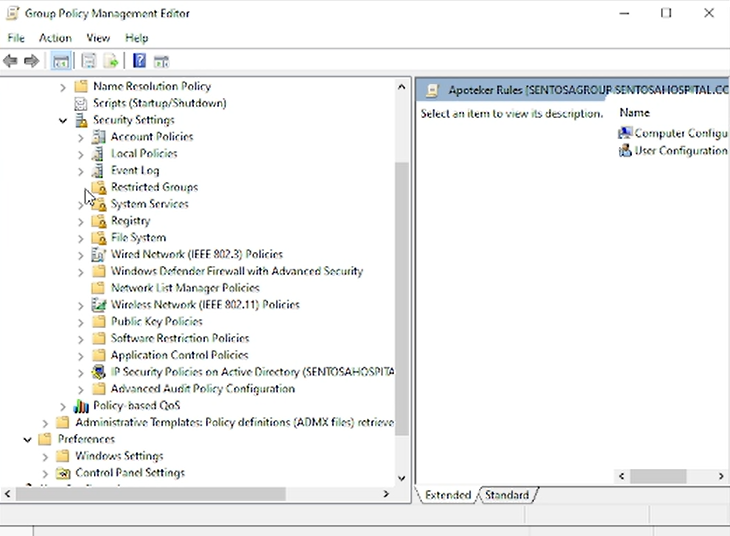 Group Policy Management Editor
File Action View Help
Name Resolution Policy
Scripts (Startup/Shutdown)
Security Settings
Account Policies
Local Policies
Event Log
Restricted Groups
System Services
Registry
File System
Wired Network (IEEE 802.3) Policies
Windows Defender Firewall with Advanced Security
Network List Manager Policies
Wireless Network (IEEE 802.11) Policies
Public Key Policies
Software Restriction Policies
Application Control Policies
IP Security Policies on Active Directory (SENTOSAHOSPITA
Advanced Audit Policy Configuration
Policy-based QoS
Administrative Templates: Policy definitions (ADMX files) retrieve
Preferences
Windows Settings
Control Panel Settings
Apoteker Rules [SENTOSAGROUP.SENTOSAHOSPITAL.CO
Select an item to view its description.
Name
Computer Configu
User Configuration
Extended Standard